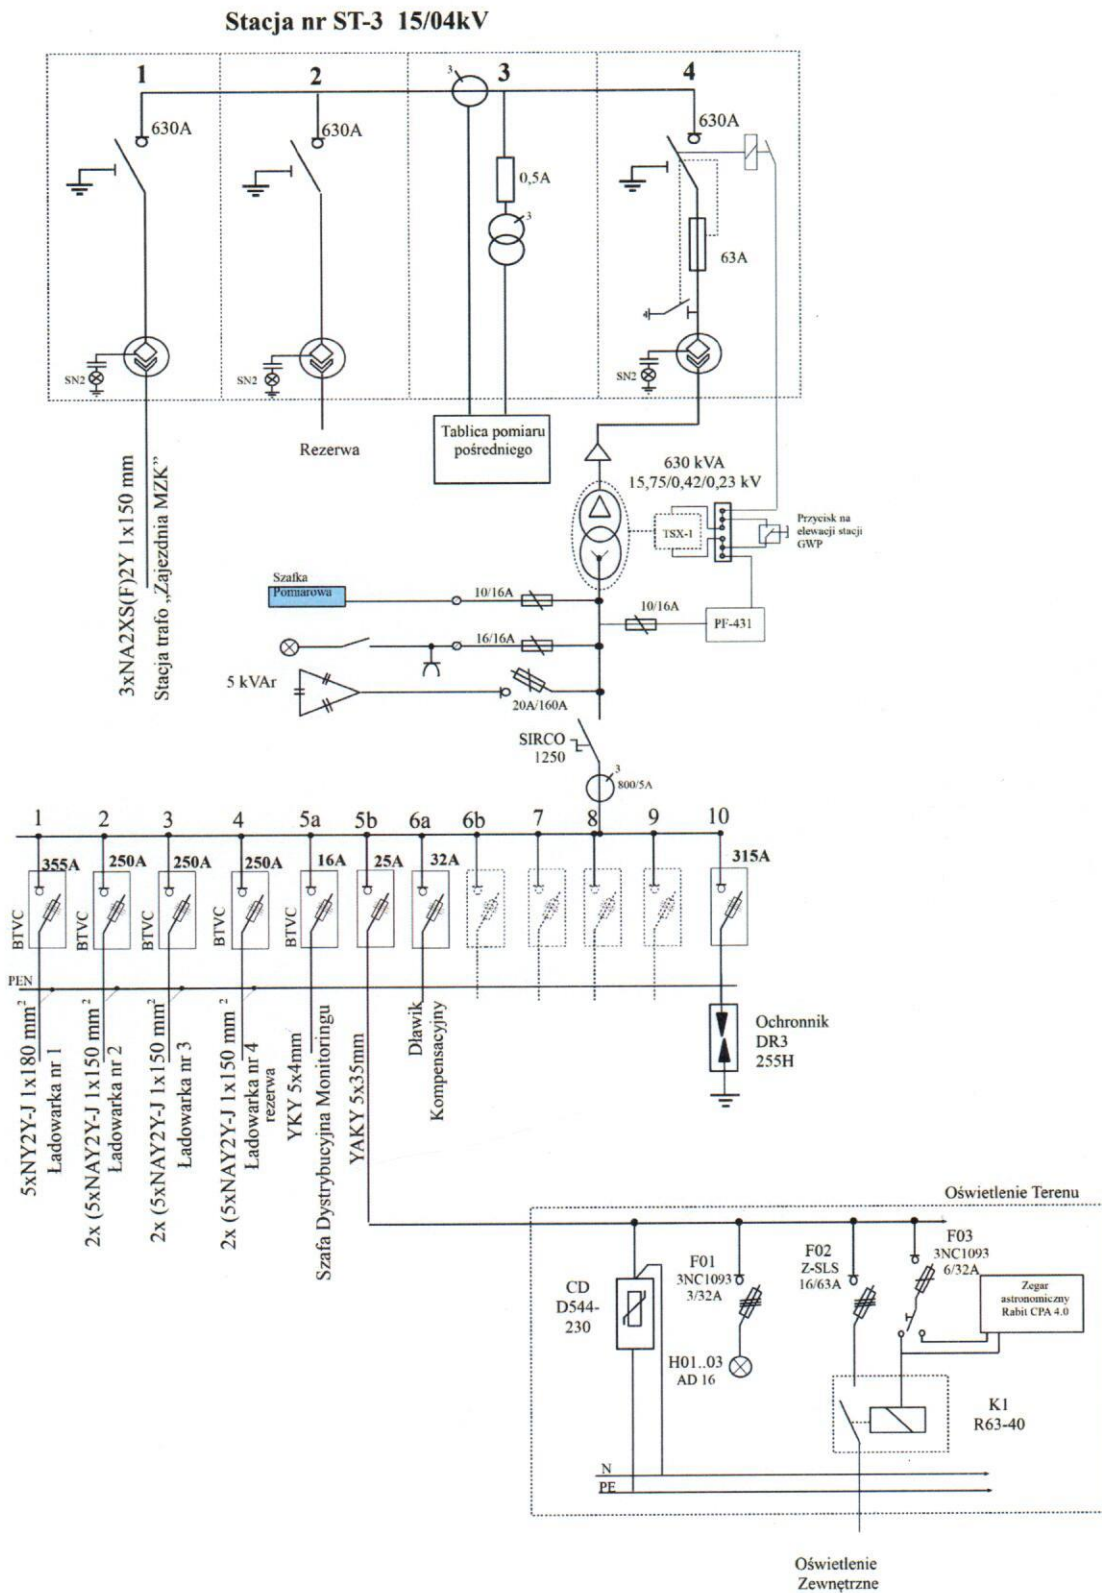 Stacja nr ST-3 15/04kV
1
2
3
3
4
630A
630A
630A
0,5A
3
63A
SN2
SN2
SN2
Rezerwa
Tablica pomiaru
pośredniego
3xNA2XS(F)2Y 1x150 mm
Stacja trafo „Zajezdnia MZK”
630 kVA
15,75/0,42/0,23 kV
TSX-1
Przycisk na
elewacji stacji
GWP
Szafka
Pomiarowa
10/16A
10/16A
PF-431
16/16A
5 kVAr
20A/160A
SIRCO
1250
3
800/5A
1 2 3 4 5a 5b 6a 6b 7 8 9 10
355A 250A 250A 250A 16A 25A 32A 315A
BTVC BTVC BTVC BTVC BTVC
PEN
5xNY2Y-J 1x180 mm²
Ładowarka nr 1
2x (5xNAY2Y-J 1x150 mm²
Ładowarka nr 2
2x (5xNAY2Y-J 1x150 mm²
Ładowarka nr 3
2x (5xNAY2Y-J 1x150 mm²
Ładowarka nr 4
rezerwa
YKY 5x4mm
Szafa Dystrybucyjna Monitoringu
YAKY 5x35mm
Dławik
Kompensacyjny
Ochronnik
DR3
255H
Oświetlenie Terenu
CD
D544-
230
F01
3NC1093
3/32A
H01..03
AD 16
F02
Z-SLS
16/63A
F03
3NC1093
6/32A
Zegar
astronomiczny
Rabit CPA 4.0
K1
R63-40
N
PE
Oświetlenie
Zewnętrzne